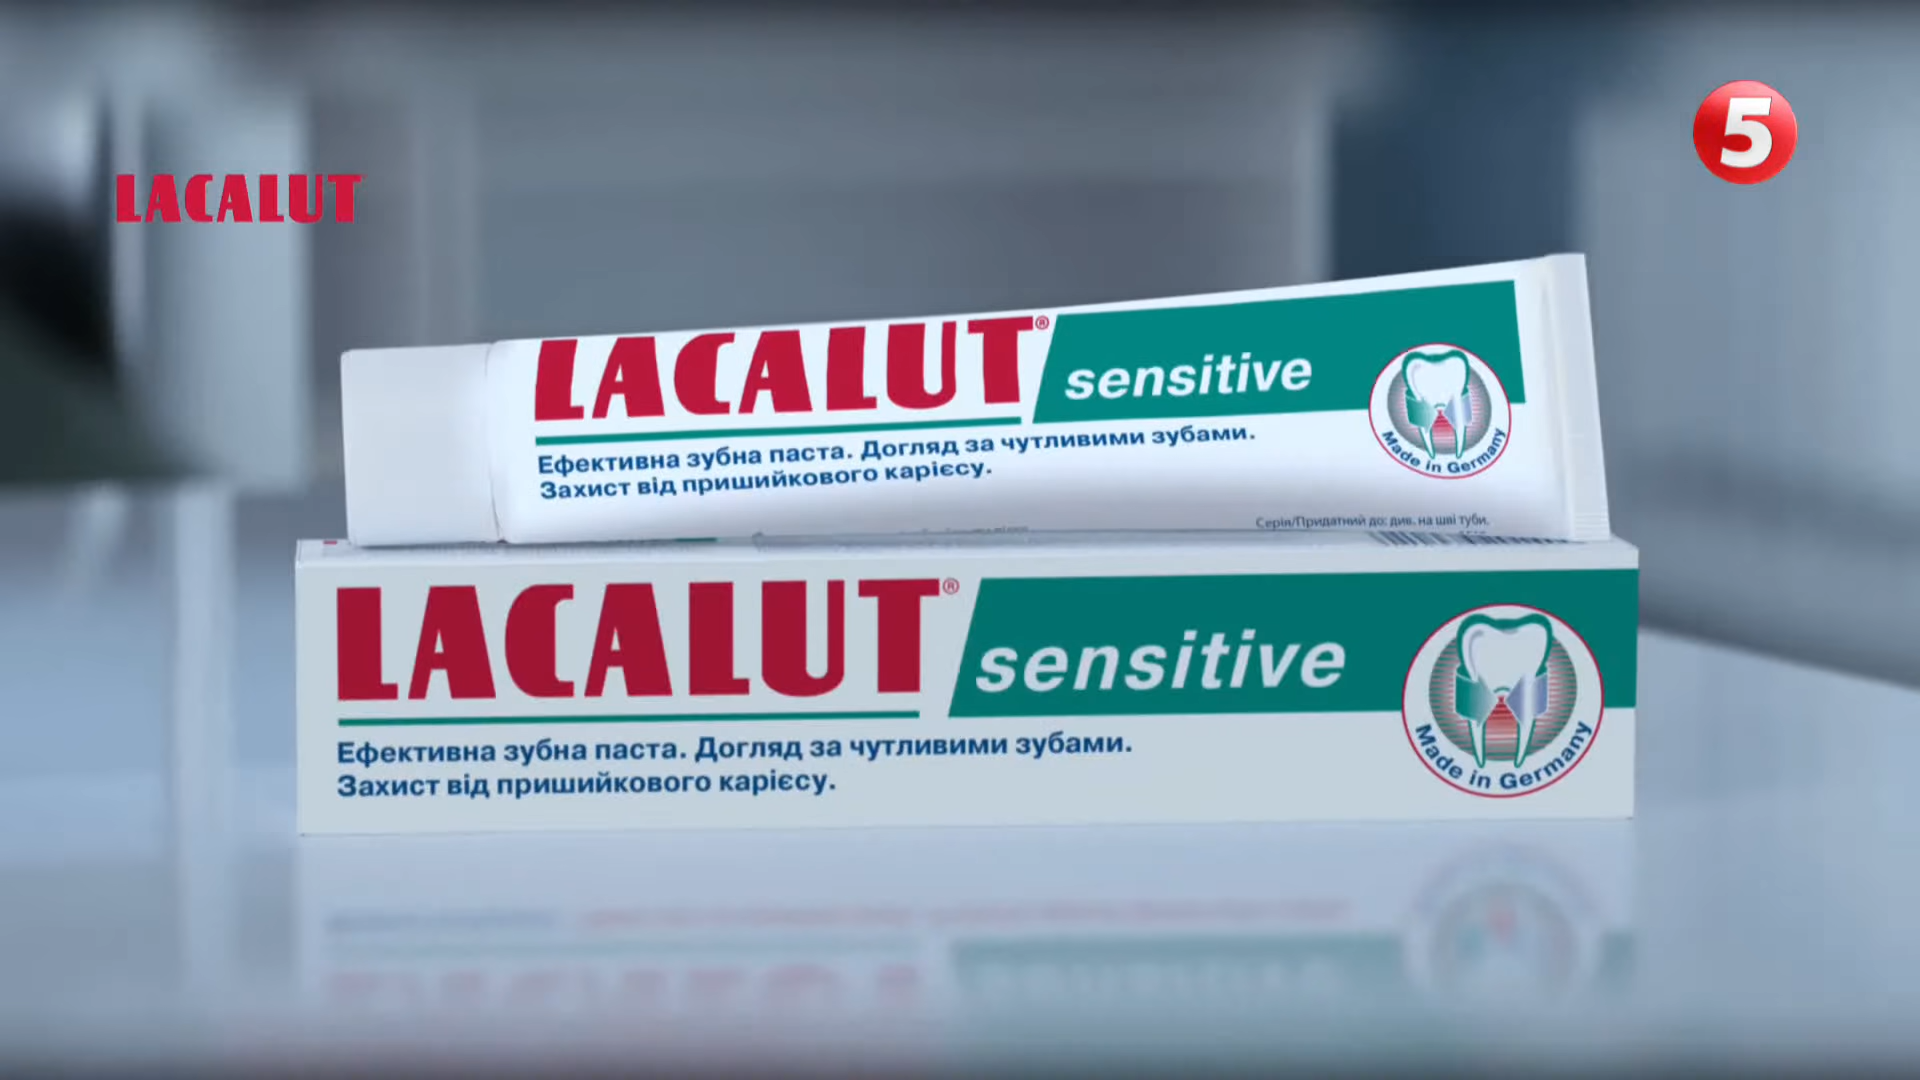 5
LACALUT
LACALUT® sensitive
Ефективна зубна паста. Догляд за чутливими зубами.
Захист від пришийкового карієсу.
Made in Germany
Серія/Придатний до: див. на шві туби.
LACALUT® sensitive
Ефективна зубна паста. Догляд за чутливими зубами.
Захист від пришийкового карієсу.
Made in Germany